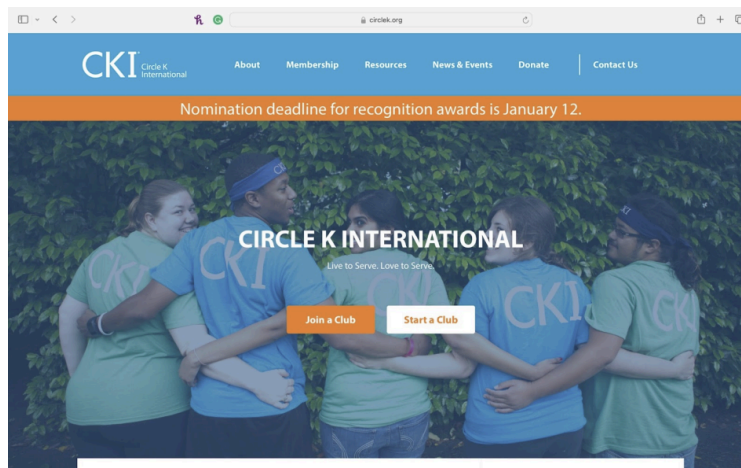 circlek.org
CKI
Circle K
International
About
Membership
Resources
News & Events
Donate
Contact Us
Nomination deadline for recognition awards is January 12.
CKI
CKI
CKI
CKI
CIRCLE K INTERNATIONAL
Live to Serve. Love to Serve.
Join a Club
Start a Club